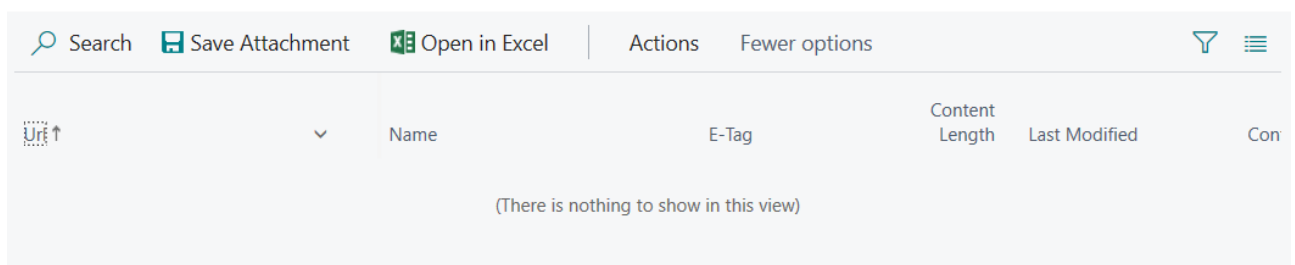 Search Save Attachment Open in Excel Actions Fewer options
Url ↑ Name E-Tag Content Length Last Modified Con
(There is nothing to show in this view)